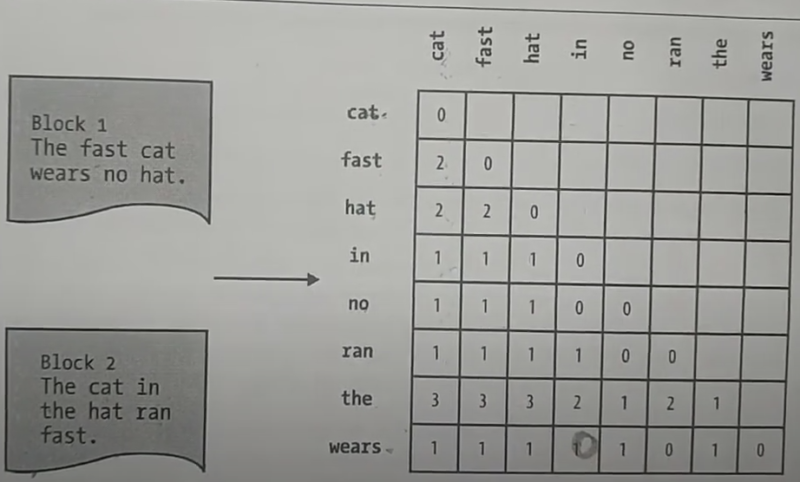 cat fast hat in no ran the wears
Block 1
The fast cat
wears no hat.
Block 2
The cat in
the hat ran
fast.
cat 0
fast 2 0
hat 2 2 0
in 1 1 1 0
no 1 1 1 0 0
ran 1 1 1 1 0 0
the 3 3 3 2 1 2 1
wears 1 1 1 1 1 0 1 0